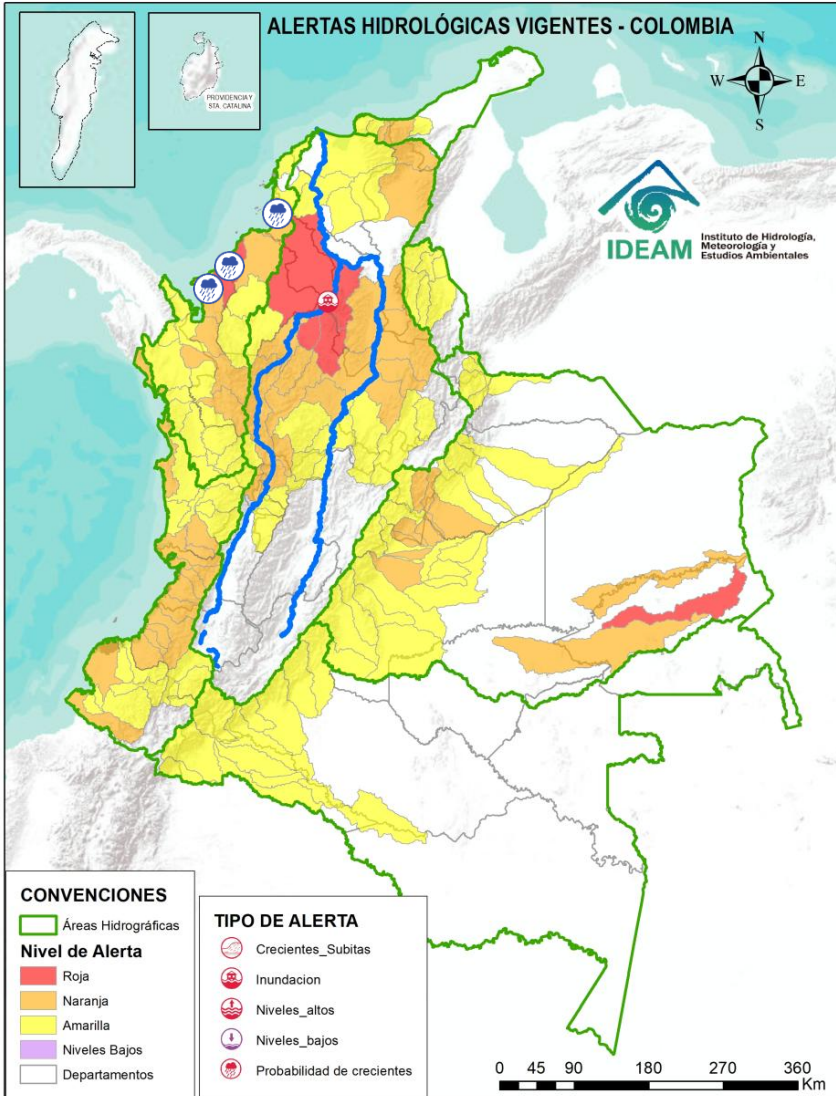 ALERTAS HIDROLÓGICAS VIGENTES - COLOMBIA
PROVIDENCIA Y
STA. CATALINA
N
W
E
S
IDEAM
Instituto de Hidrología,
Meteorología y
Estudios Ambientales
CONVENCIONES
Áreas Hidrográficas
Nivel de Alerta
Roja
Naranja
Amarilla
Niveles Bajos
Departamentos
TIPO DE ALERTA
Crecientes_Subitas
Inundacion
Niveles_altos
Niveles_bajos
Probabilidad de crecientes
0 45 90 180 270 360
Km